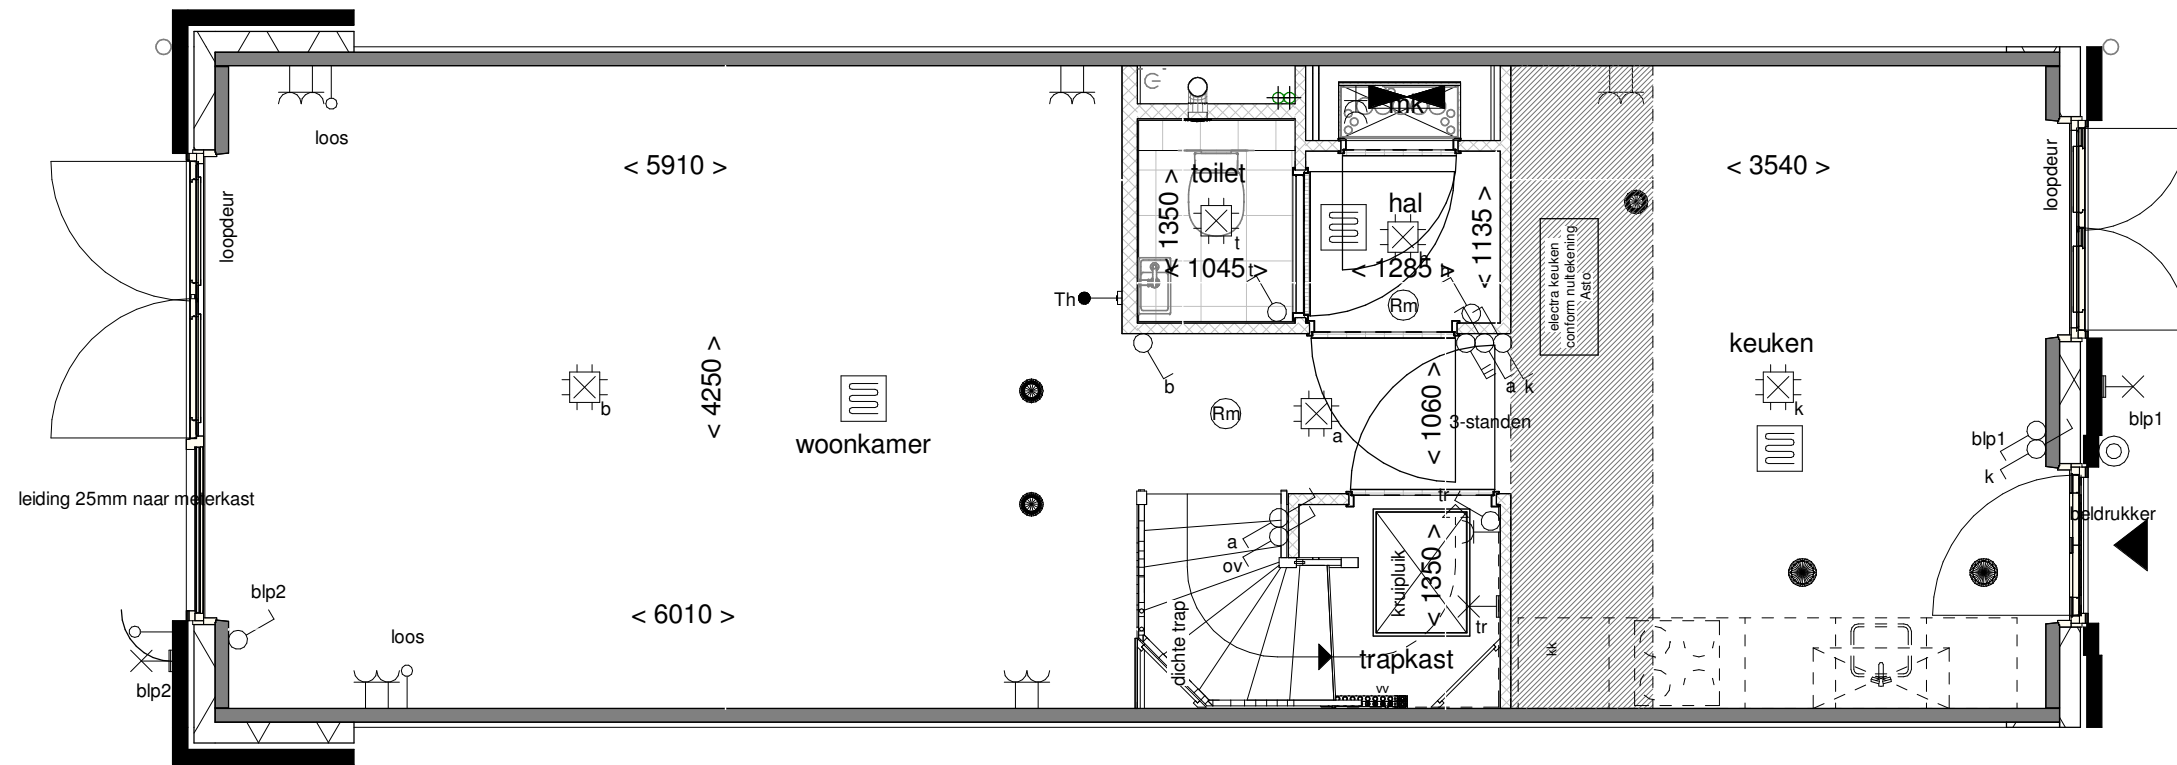 loos
< 5910 >
loopdeur
toilet
< 1350 >
t
< 1045 >
t
mk
hal
< 1135 >
< 1285 >
Rm
Th
< 3540 >
loopdeur
electra keuken
conform nultekening
Asto
keuken
k
b
< 4250 >
woonkamer
b
Rm
a
< 1060 >
a
k
3-standen
blp1
blp1
k
leiding 25mm naar meterkast
beldrukker
tr
a
ov
kruipluik
< 1350 >
tr
blp2
blp2
< 6010 >
loos
dichte trap
trapkast
vv
kk